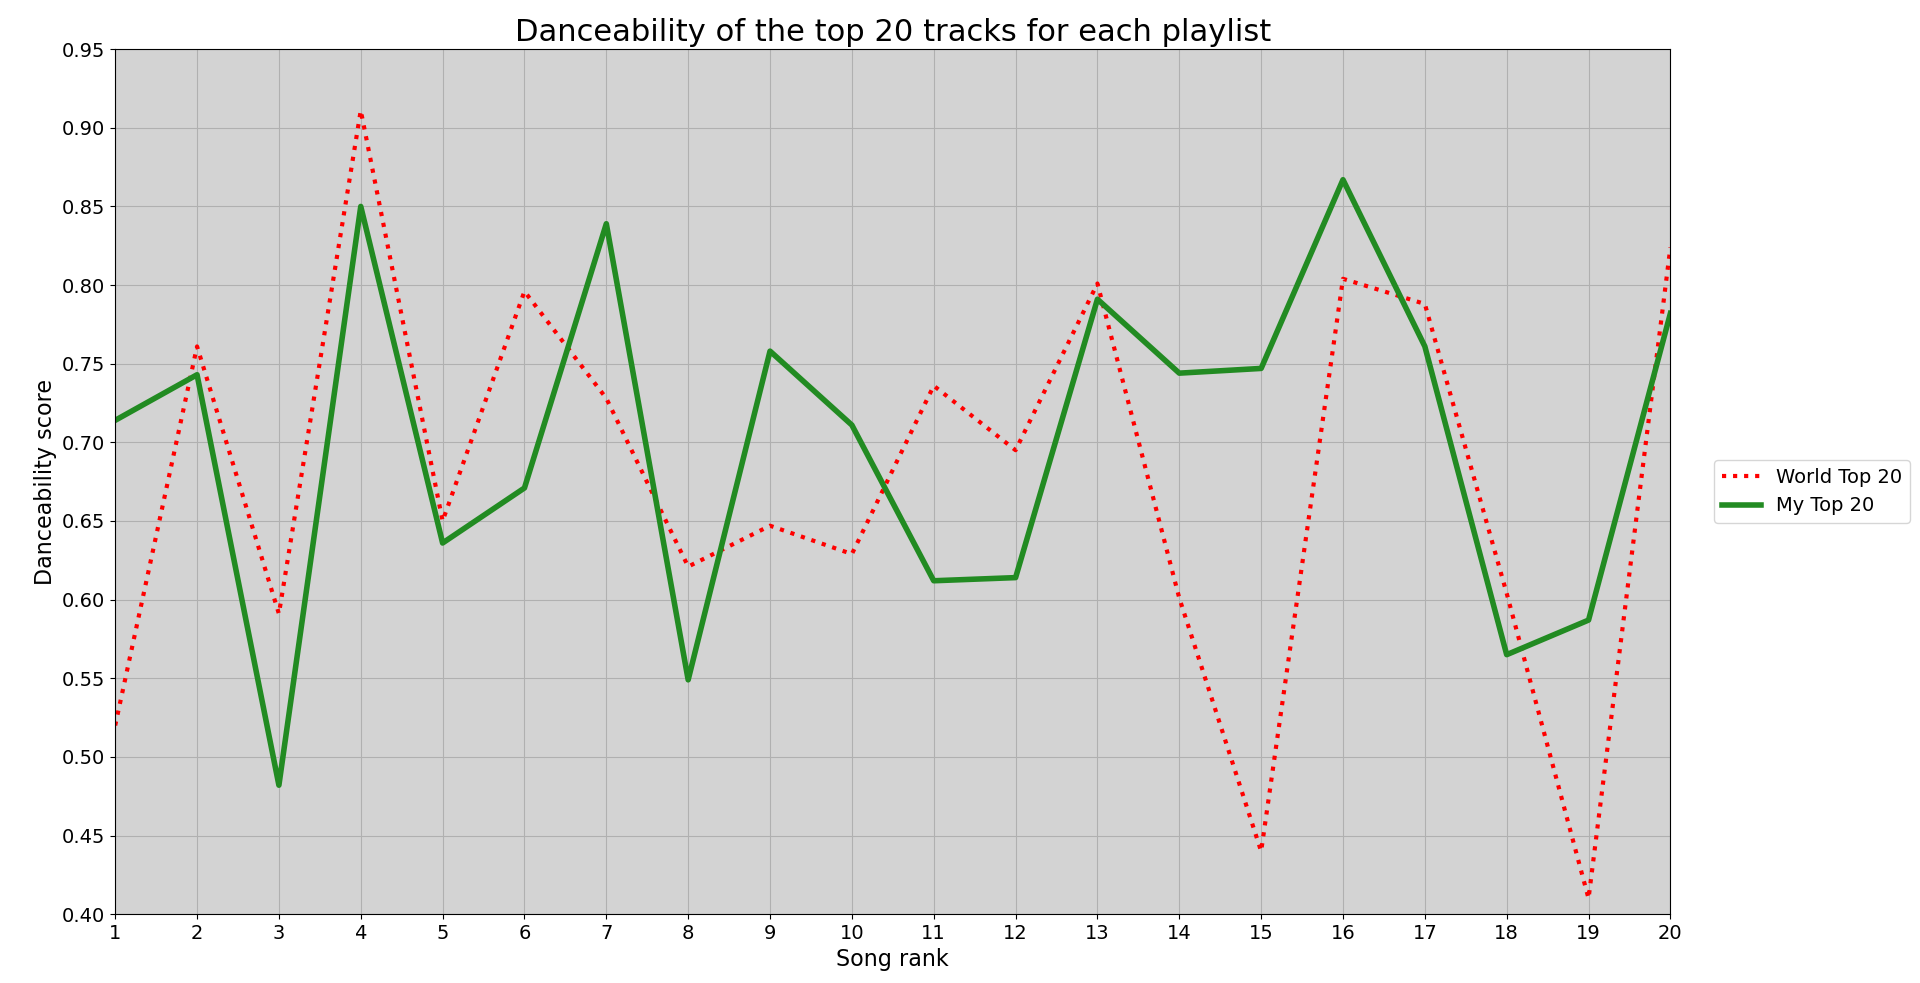 Danceability of the top 20 tracks for each playlist
0.95
0.90
0.85
0.80
0.75
0.70
0.65
0.60
0.55
0.50
0.45
0.40
Danceability score
1 2 3 4 5 6 7 8 9 10 11 12 13 14 15 16 17 18 19 20
Song rank
World Top 20
My Top 20